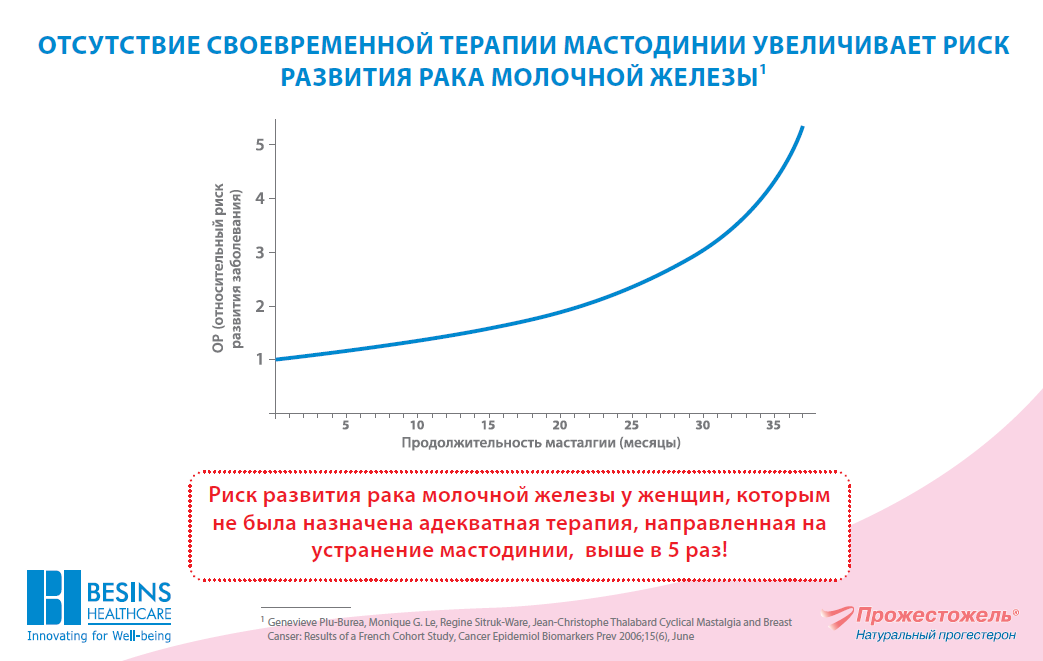 ОТСУТСТВИЕ СВОЕВРЕМЕННОЙ ТЕРАПИИ МАСТОДИНИИ УВЕЛИЧИВАЕТ РИСК
РАЗВИТИЯ РАКА МОЛОЧНОЙ ЖЕЛЕЗЫ¹
ОР (относительный риск
развития заболевания)
5
4
3
2
1
5 10 15 20 25 30 35
Продолжительность масталгии (месяцы)
Риск развития рака молочной железы у женщин, которым
не была назначена адекватная терапия, направленная на
устранение мастодинии, выше в 5 раз!
BESINS
HEALTHCARE
Innovating for Well-being
¹ Genevieve Plu-Burea, Monique G. Le, Regine Sitruk-Ware, Jean-Christophe Thalabard Cyclical Mastalgia and Breast
Canser: Results of a French Cohort Study, Cancer Epidemiol Biomarkers Prev 2006;15(6), June
Прожестожель®
Натуральный прогестерон